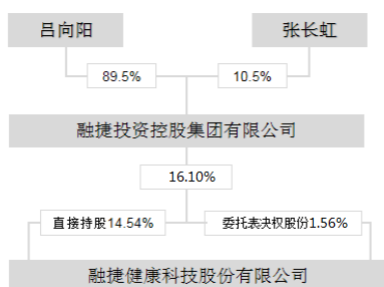 吕向阳 张长虹
89.5% 10.5%
融捷投资控股集团有限公司
16.10%
直接持股14.54% 委托表决权股份1.56%
融捷健康科技股份有限公司